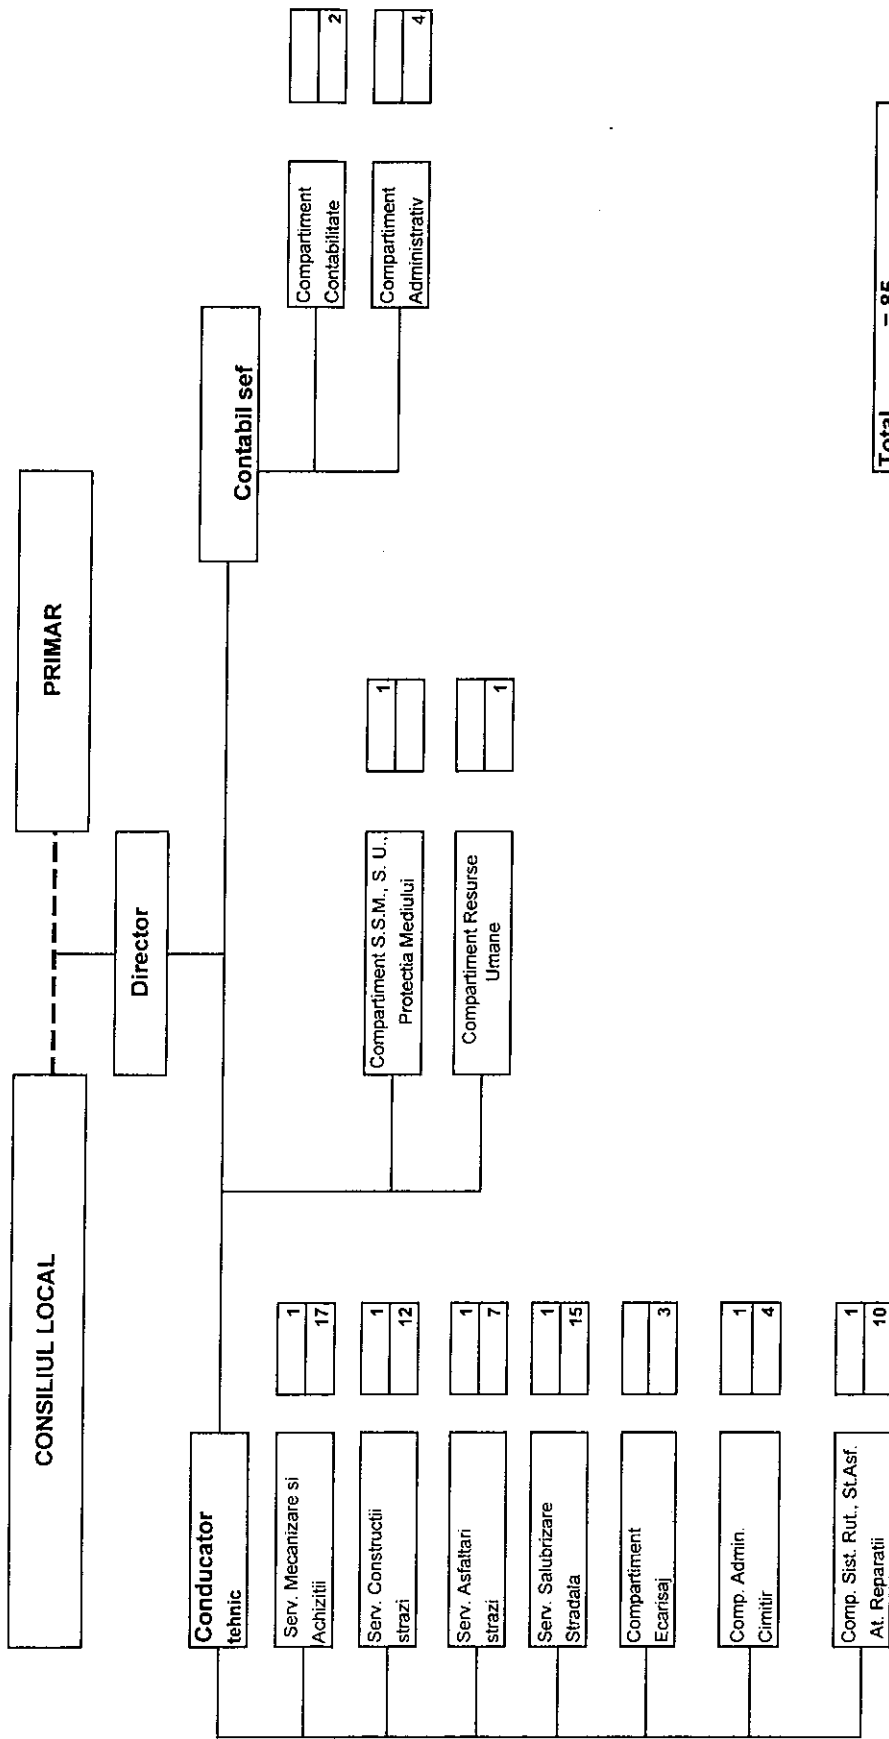 CONSILIUL LOCAL
PRIMAR
Director
Conducator
tehnic
Contabil sef
Serv. Mecanizare si
Achizitii
1
17
Serv. Constructii
strazi
1
12
Serv. Asfaltari
strazi
1
7
Serv. Salubrizare
Stradala
1
15
Compartiment
Ecarisaj
3
Comp. Admin.
Cimitir
1
4
Comp. Sist. Rut., St.Asf.
At. Reparatii
1
10
Compartiment S.S.M., S. U.,
Protectia Mediului
1
Compartiment Resurse
Umane
1
Compartiment
Contabilitate
2
Compartiment
Administrativ
4
Total = 85